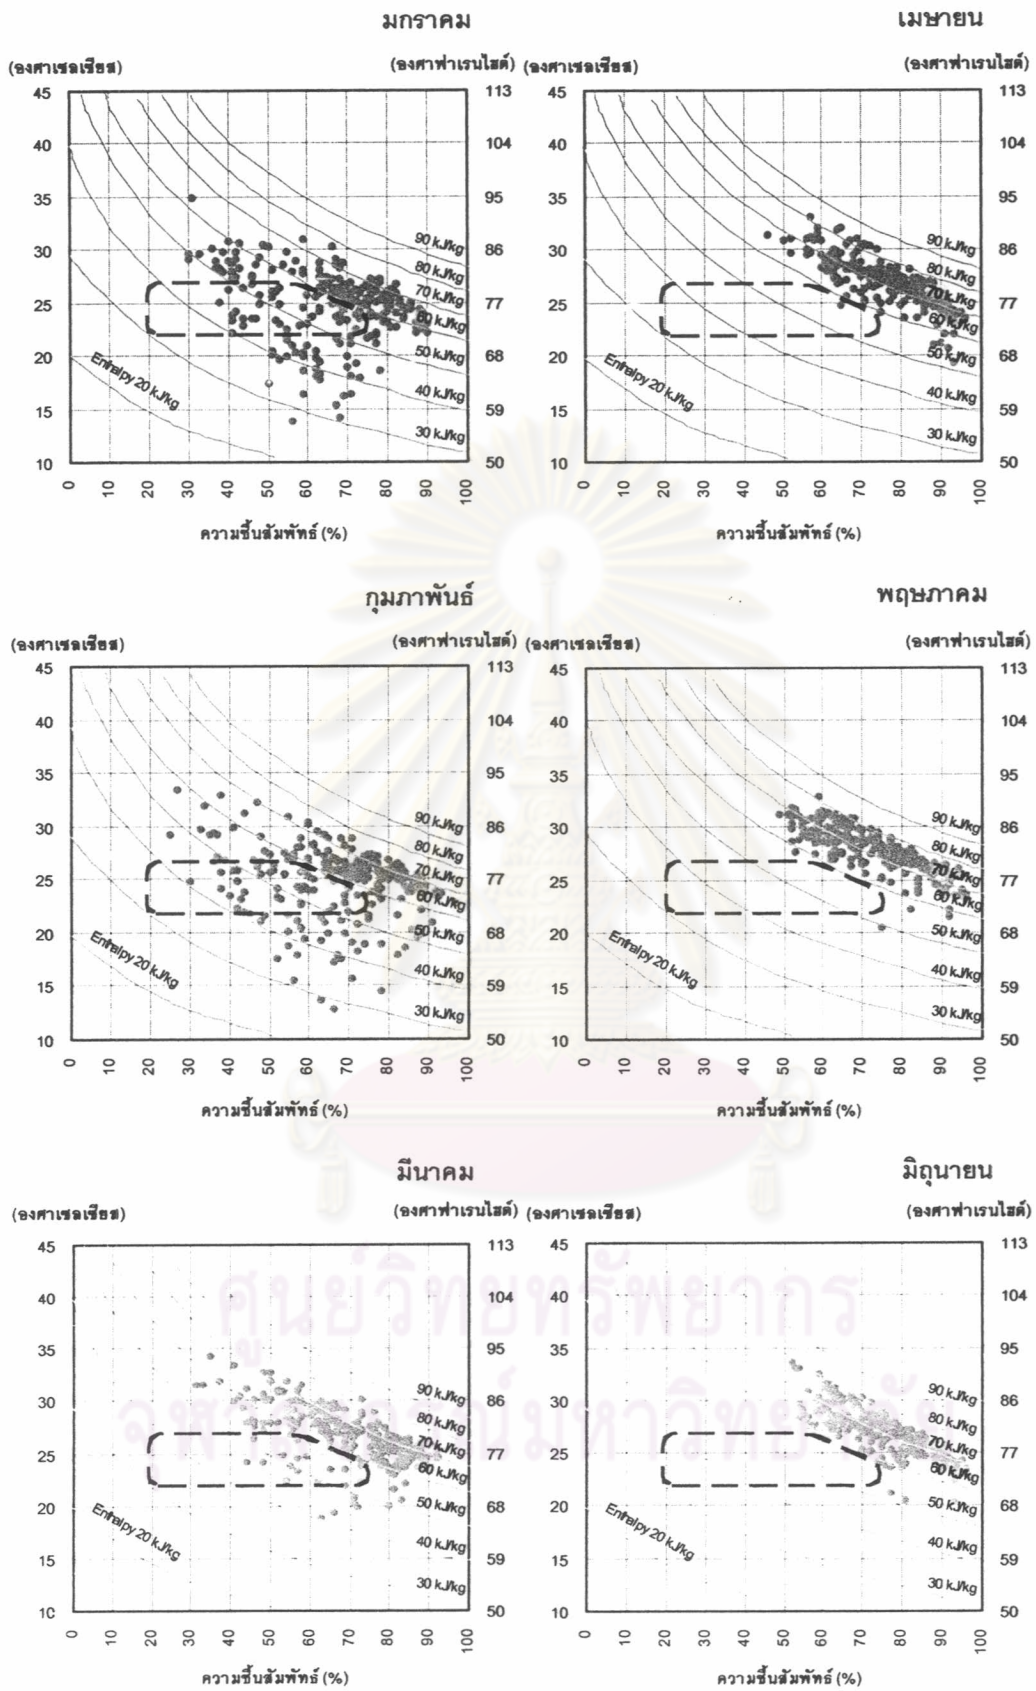 มกราคม
(องศาเซลเซียส)
(องศาฟาเรนไฮต์)
45
40
35
30
25
20
15
10
113
104
95
86
77
68
59
50
90 kJ/kg
80 kJ/kg
70 kJ/kg
60 kJ/kg
50 kJ/kg
40 kJ/kg
30 kJ/kg
Enthalpy 20 kJ/kg
0 10 20 30 40 50 60 70 80 90 100
ความชื้นสัมพัทธ์ (%)
เมษายน
(องศาเซลเซียส)
(องศาฟาเรนไฮต์)
45
40
35
30
25
20
15
10
113
104
95
86
77
68
59
50
90 kJ/kg
80 kJ/kg
70 kJ/kg
60 kJ/kg
50 kJ/kg
40 kJ/kg
30 kJ/kg
Enthalpy 20 kJ/kg
0 10 20 30 40 50 60 70 80 90 100
ความชื้นสัมพัทธ์ (%)
กุมภาพันธ์
(องศาเซลเซียส)
(องศาฟาเรนไฮต์)
45
40
35
30
25
20
15
10
113
104
95
86
77
68
59
50
90 kJ/kg
80 kJ/kg
70 kJ/kg
60 kJ/kg
50 kJ/kg
40 kJ/kg
30 kJ/kg
Enthalpy 20 kJ/kg
0 10 20 30 40 50 60 70 80 90 100
ความชื้นสัมพัทธ์ (%)
พฤษภาคม
(องศาเซลเซียส)
(องศาฟาเรนไฮต์)
45
40
35
30
25
20
15
10
113
104
95
86
77
68
59
50
90 kJ/kg
80 kJ/kg
70 kJ/kg
60 kJ/kg
50 kJ/kg
40 kJ/kg
30 kJ/kg
Enthalpy 20 kJ/kg
0 10 20 30 40 50 60 70 80 90 100
ความชื้นสัมพัทธ์ (%)
มีนาคม
(องศาเซลเซียส)
(องศาฟาเรนไฮต์)
45
40
35
30
25
20
15
10
113
104
95
86
77
68
59
50
90 kJ/kg
80 kJ/kg
70 kJ/kg
60 kJ/kg
50 kJ/kg
40 kJ/kg
30 kJ/kg
Enthalpy 20 kJ/kg
0 10 20 30 40 50 60 70 80 90 100
ความชื้นสัมพัทธ์ (%)
มิถุนายน
(องศาเซลเซียส)
(องศาฟาเรนไฮต์)
45
40
35
30
25
20
15
10
113
104
95
86
77
68
59
50
90 kJ/kg
80 kJ/kg
70 kJ/kg
60 kJ/kg
50 kJ/kg
40 kJ/kg
30 kJ/kg
Enthalpy 20 kJ/kg
0 10 20 30 40 50 60 70 80 90 100
ความชื้นสัมพัทธ์ (%)
ศูนย์วิทยทรัพยากร
จุฬาลงกรณ์มหาวิทยาลัย